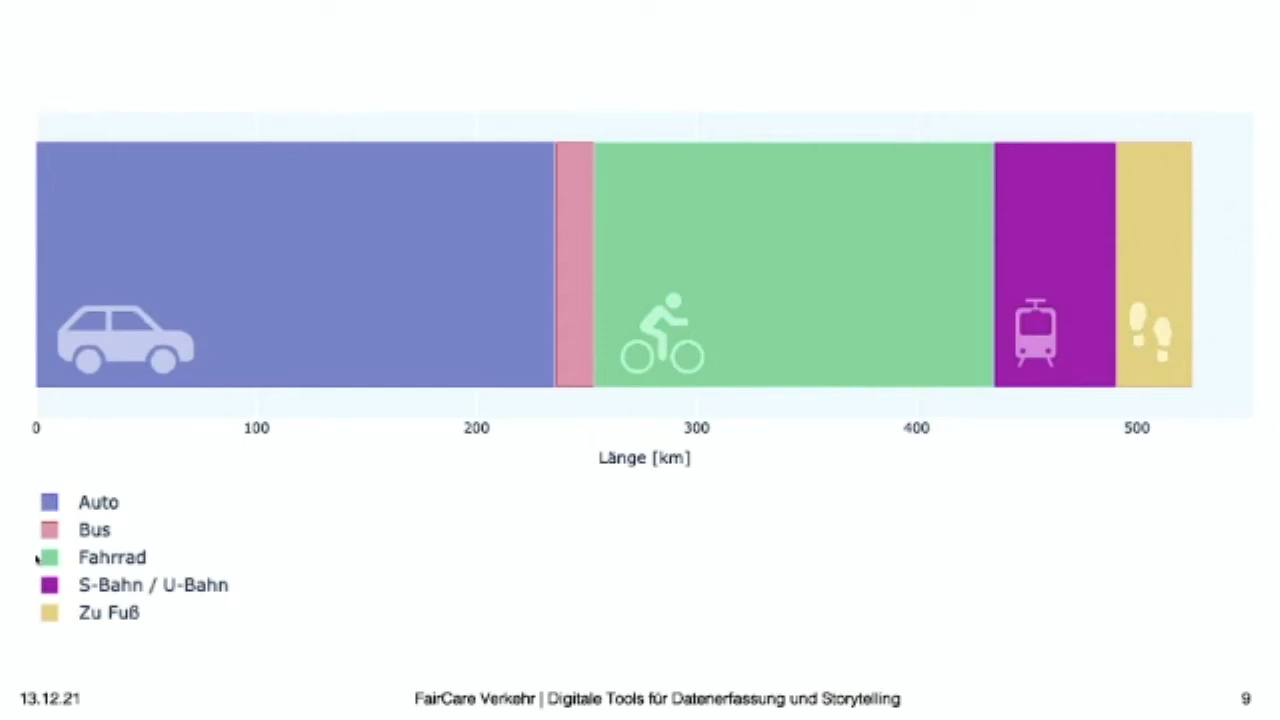 0 100 200 300 400 500
Länge [km]
Auto
Bus
Fahrrad
S-Bahn / U-Bahn
Zu Fuß
13.12.21 FairCare Verkehr | Digitale Tools für Datenerfassung und Storytelling 9